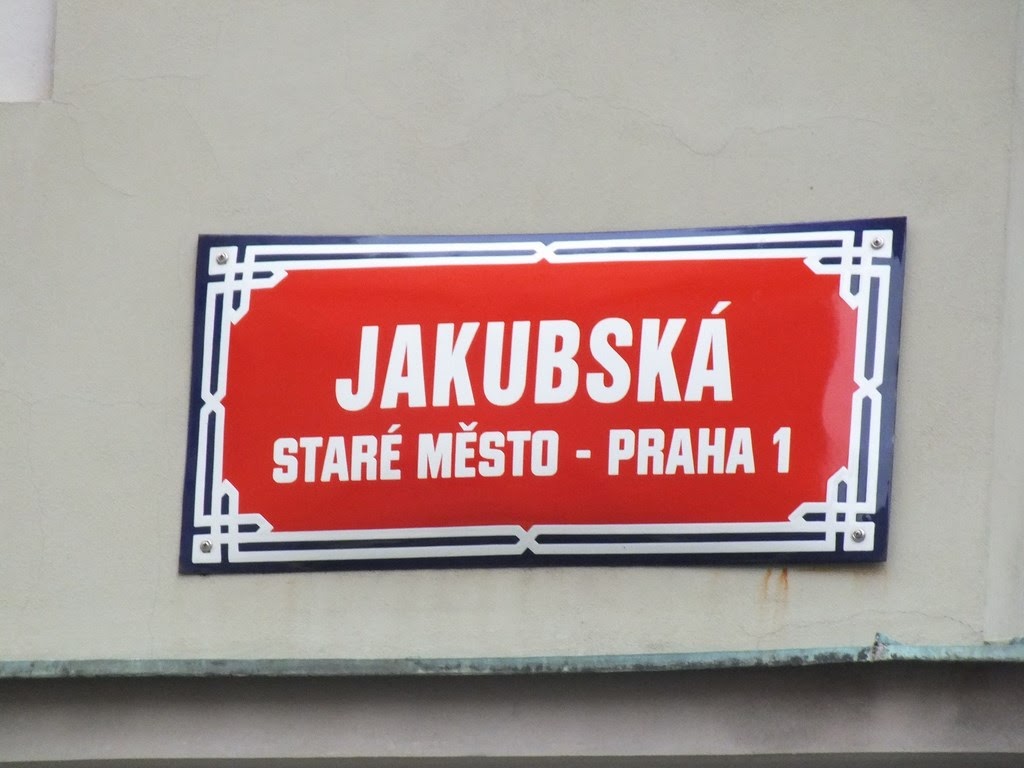 JAKUBSKÁ
STARÉ MĚSTO - PRAHA 1